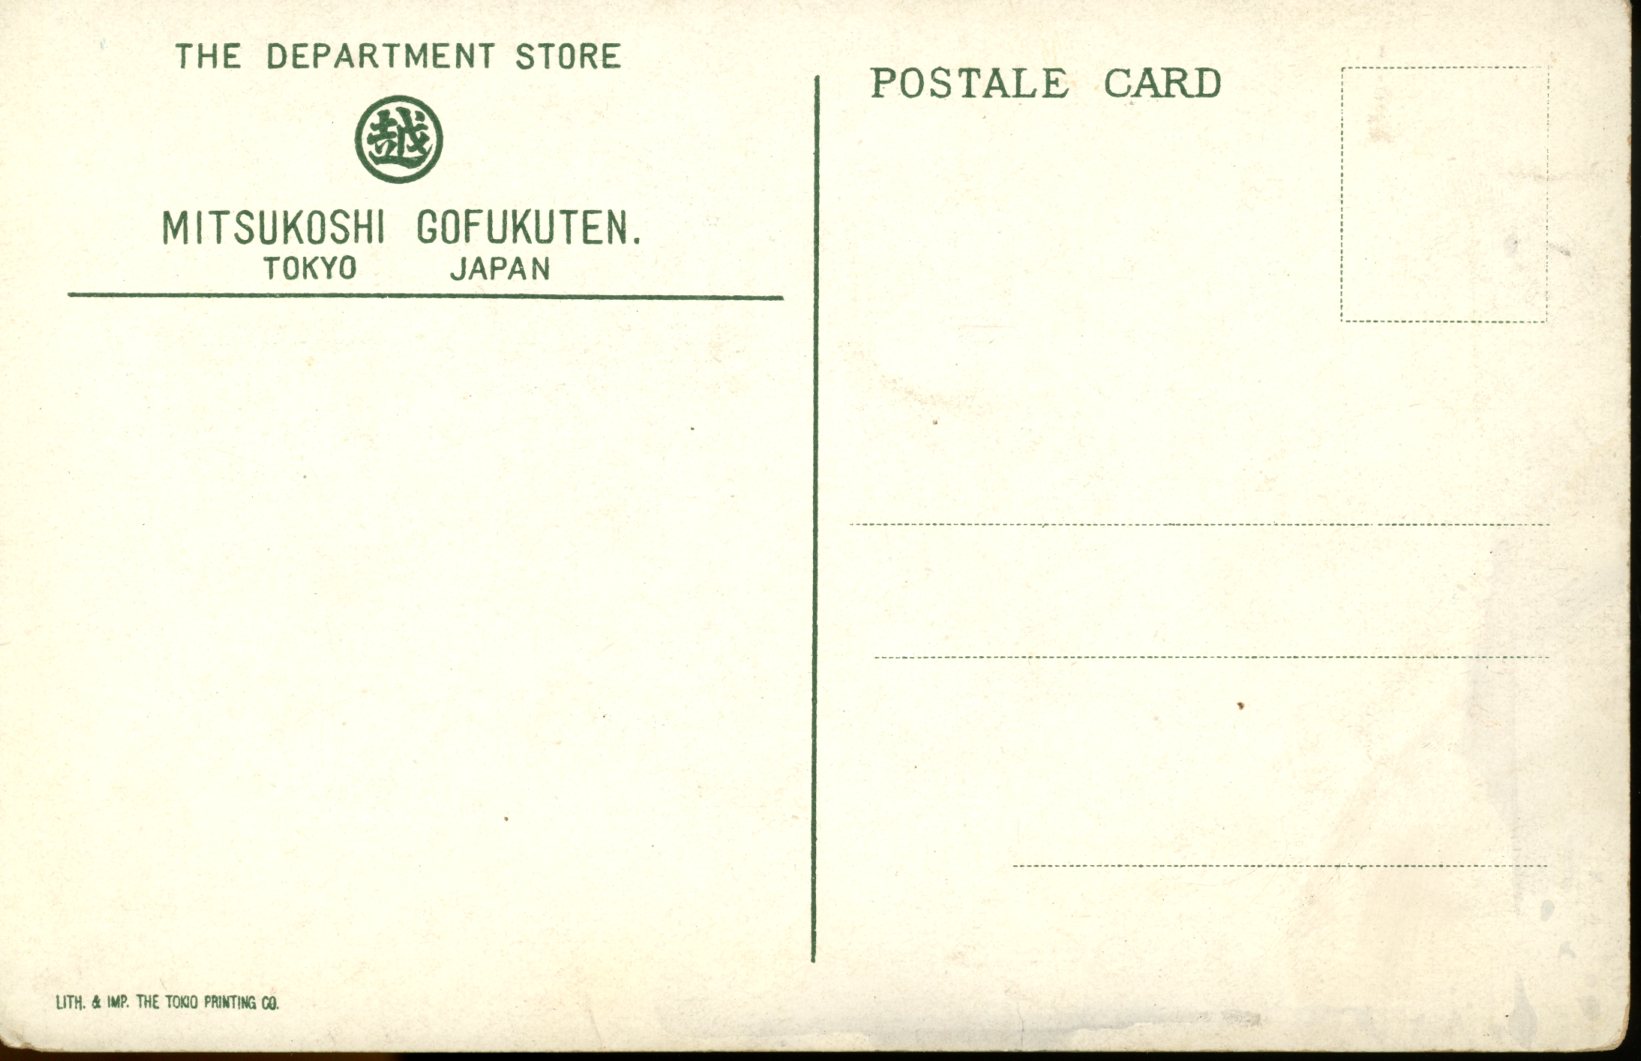 THE DEPARTMENT STORE
越
MITSUKOSHI GOFUKUTEN.
TOKYO JAPAN
POSTALE CARD
LITH. & IMP. THE TOKIO PRINTING CO.